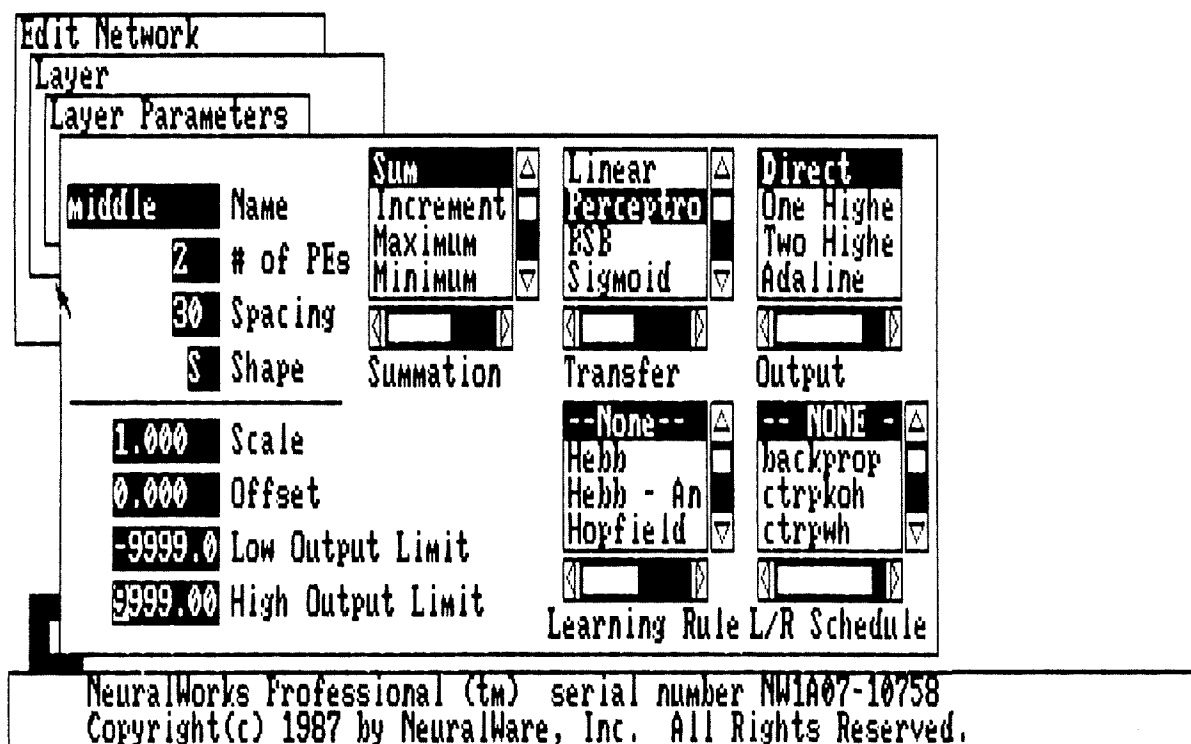 Edit Network
Layer
Layer Parameters
middle Name
2 # of PEs
30 Spacing
S Shape
1.000 Scale
0.000 Offset
-9999.0 Low Output Limit
9999.00 High Output Limit
Sum
Increment
Maximum
Minimum
Summation
Linear
Perceptro
BSB
Sigmoid
Transfer
Direct
One Highe
Two Highe
Adaline
Output
--None--
Hebb
Hebb - An
Hopfield
Learning Rule
-- NONE -
backprop
ctrpkoh
ctrpwh
L/R Schedule
NeuralWorks Professional (tm) serial number NW1A07-10758
Copyright(c) 1987 by NeuralWare, Inc. All Rights Reserved.